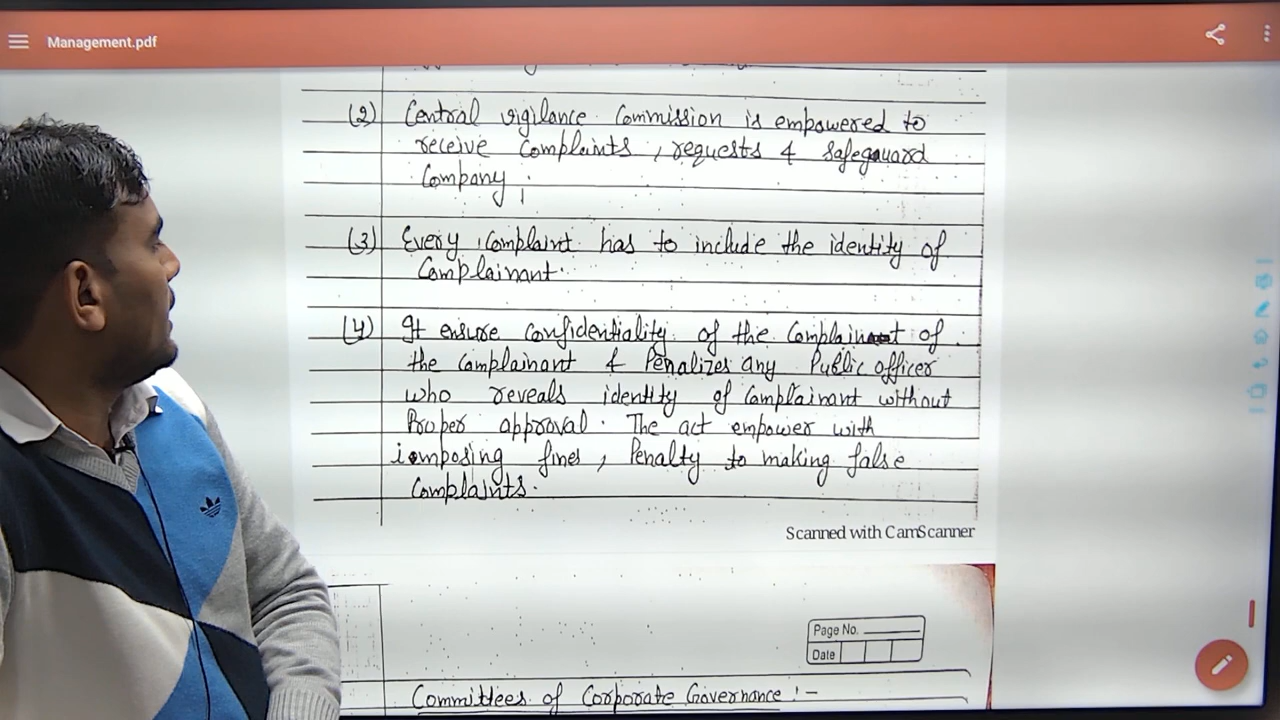 Management.pdf
(2) Central vigilance Commission is empowered to
receive Complaints, requests & Safeguard
Company;
(3) Every complaint has to include the identity of
Complainant.
(4) It ensure confidentiality of the Complainant of
the complainant & Penalizes any Public officer
who reveals identity of complainant without
Proper approval. The act empower with
imposing fines, Penalty to making false
Complaints.
Scanned with CamScanner
Page No.
Date
Committees of Corporate Governance :-